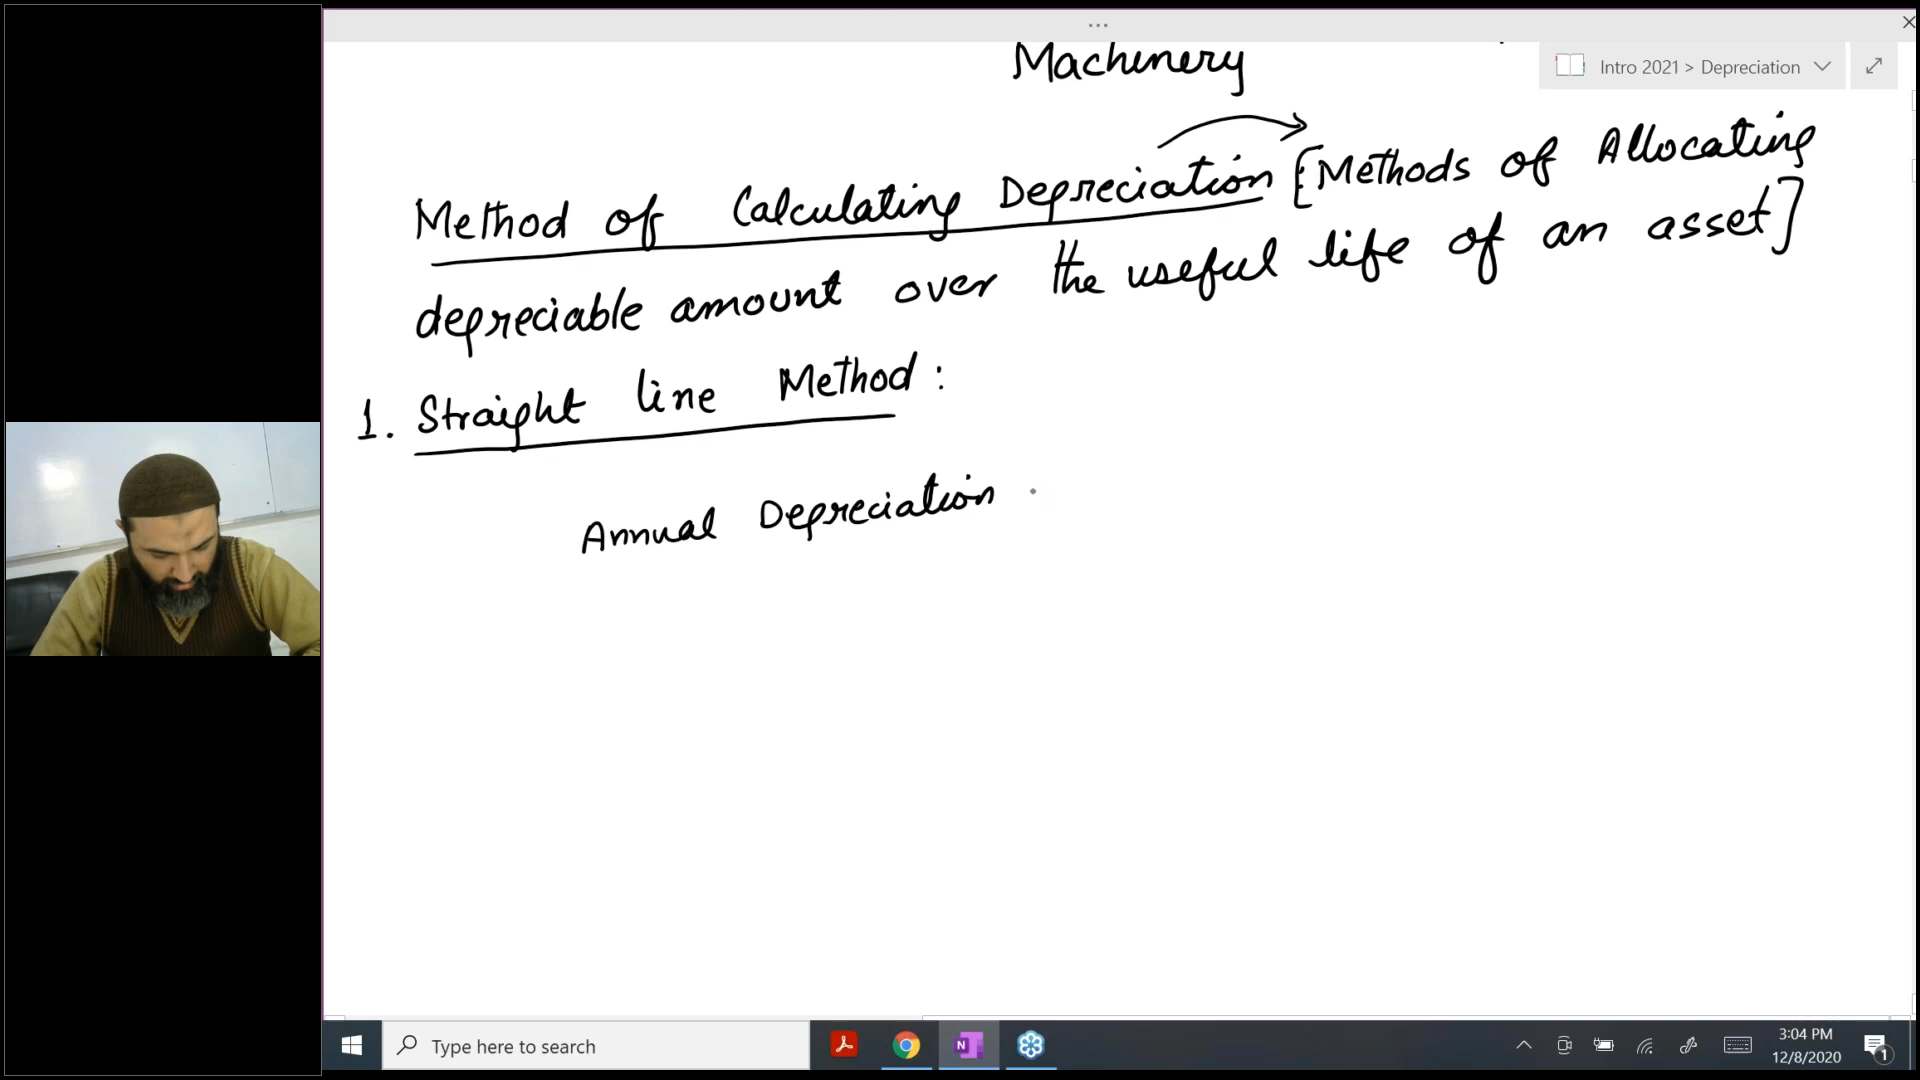 Machinery
Intro 2021 > Depreciation
Method of Calculating Depreciation [Methods of Allocating
depreciable amount over the useful life of an asset]
1. Straight line Method:
Annual Depreciation
Type here to search
N
3:04 PM
12/8/2020
1